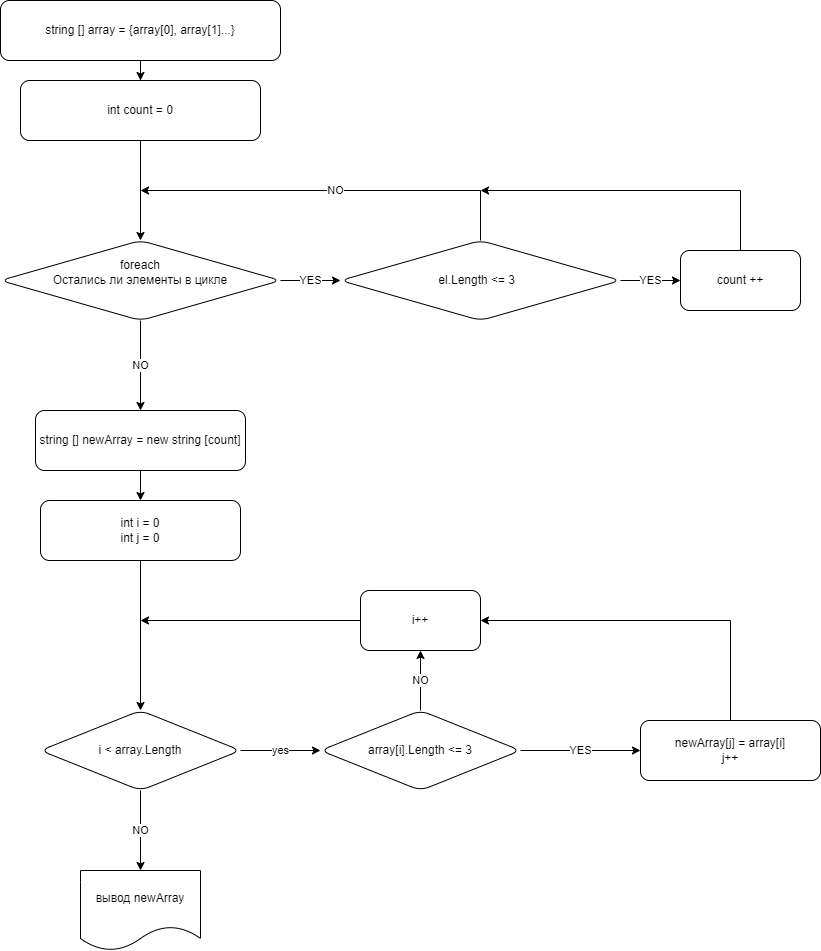 string [] array = {array[0], array[1]...}
int count = 0
NO
foreach
Остались ли элементы в цикле
YES
el.Length <= 3
YES
count ++
NO
string [] newArray = new string [count]
int i = 0
int j = 0
i++
NO
i < array.Length
yes
array[i].Length <= 3
YES
newArray[j] = array[i]
j++
NO
вывод newArray